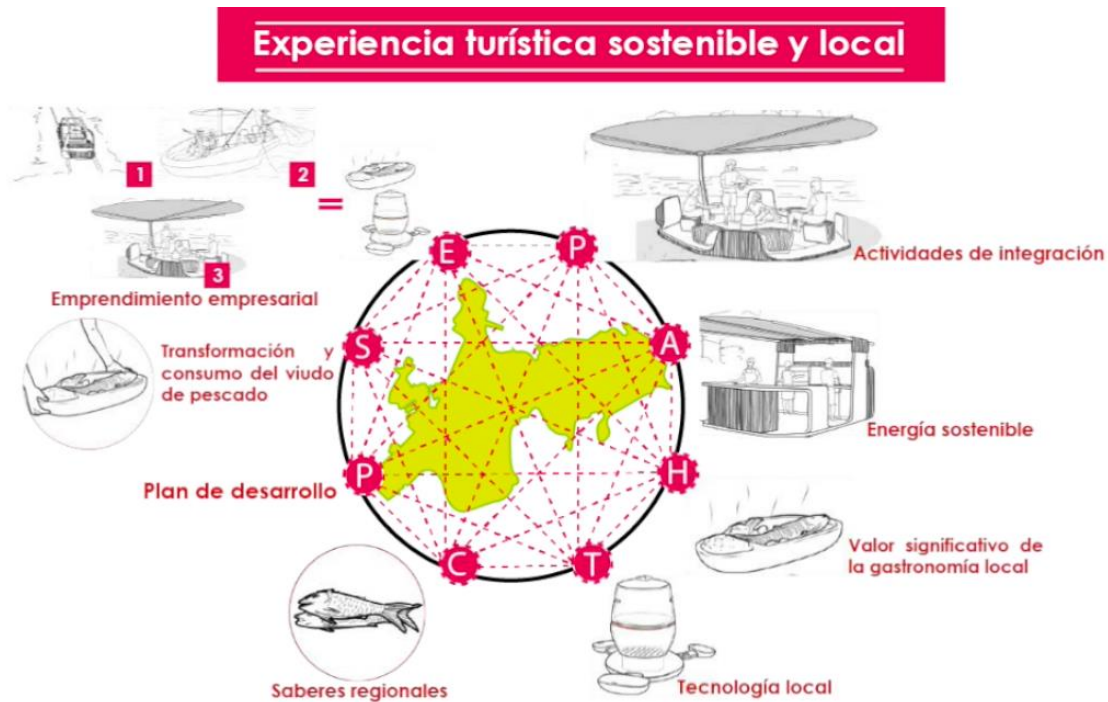 Experiencia turística sostenible y local
1
2
=
3
Emprendimiento empresarial
E
P
Actividades de integración
S
Transformación y
consumo del viudo
de pescado
A
Energía sostenible
P
Plan de desarrollo
H
Valor significativo de
la gastronomía local
C
T
Saberes regionales
Tecnología local